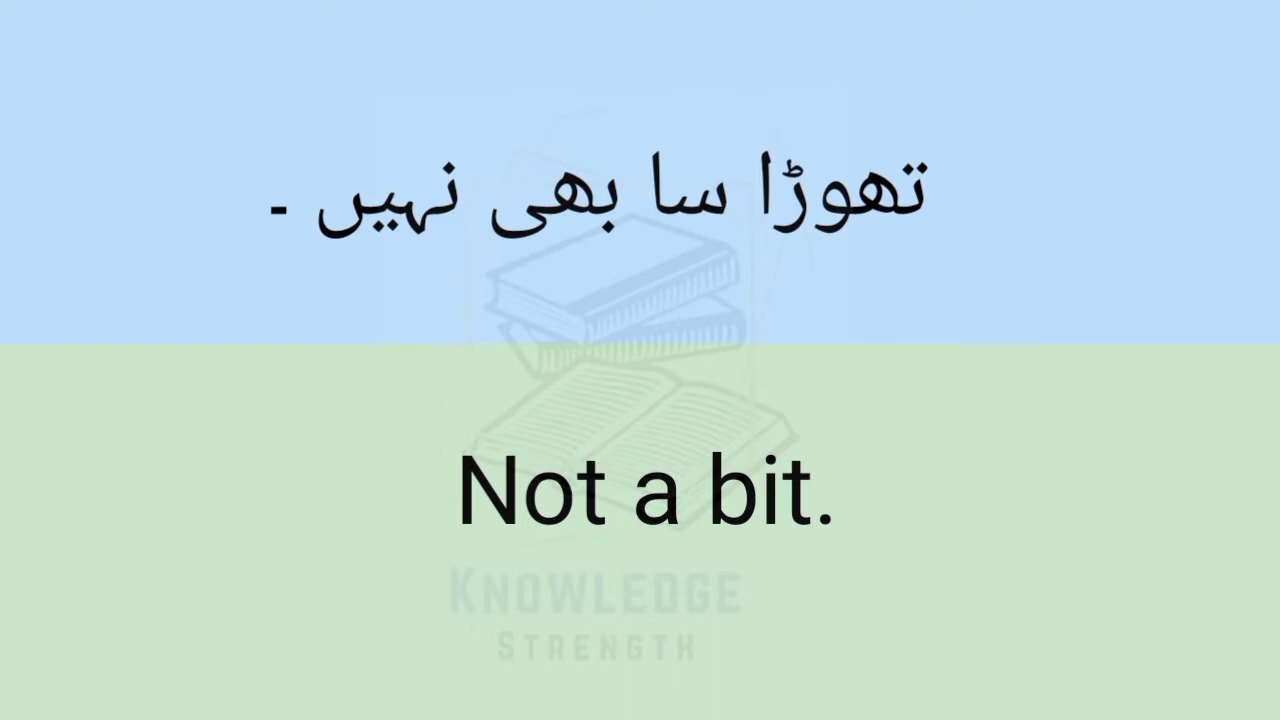 تھوڑا سا بھی نہیں ۔
Not a bit.
KNOWLEDGE
STRENGTH